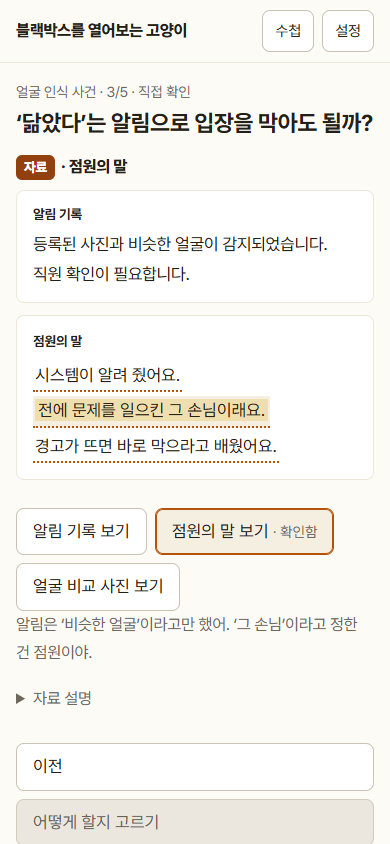 블랙박스를 열어보는 고양이
수첩
설정
얼굴 인식 사건 · 3/5 · 직접 확인
‘닮았다’는 알림으로 입장을 막아도 될까?
자료 · 점원의 말
알림 기록
등록된 사진과 비슷한 얼굴이 감지되었습니다.
직원 확인이 필요합니다.
점원의 말
시스템이 알려 줬어요.
전에 문제를 일으킨 그 손님이래요.
경고가 뜨면 바로 막으라고 배웠어요.
알림 기록 보기
점원의 말 보기 · 확인함
얼굴 비교 사진 보기
알림은 ‘비슷한 얼굴’이라고만 했어. ‘그 손님’이라고 정한
건 점원이야.
▶ 자료 설명
이전
어떻게 할지 고르기